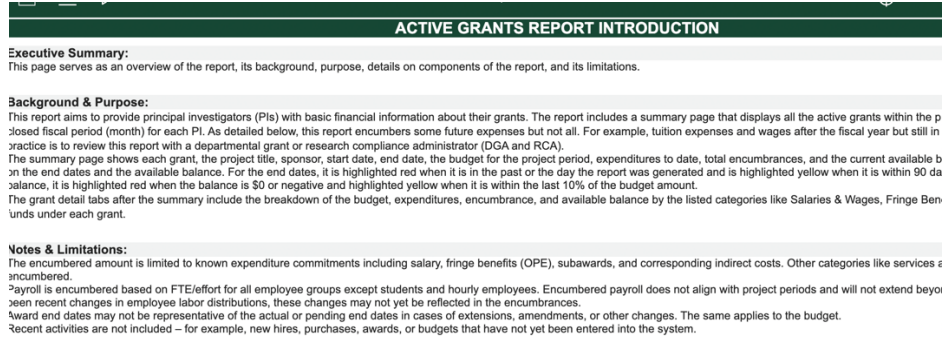 ACTIVE GRANTS REPORT INTRODUCTION
Executive Summary:
This page serves as an overview of the report, its background, purpose, details on components of the report, and its limitations.
Background & Purpose:
This report aims to provide principal investigators (PIs) with basic financial information about their grants. The report includes a summary page that displays all the active grants within the p
closed fiscal period (month) for each PI. As detailed below, this report encumbers some future expenses but not all. For example, tuition expenses and wages after the fiscal year but still in
practice is to review this report with a departmental grant or research compliance administrator (DGA and RCA).
The summary page shows each grant, the project title, sponsor, start date, end date, the budget for the project period, expenditures to date, total encumbrances, and the current available b
on the end dates and the available balance. For the end dates, it is highlighted red when it is in the past or the day the report was generated and is highlighted yellow when it is within 90 da
balance, it is highlighted red when the balance is $0 or negative and highlighted yellow when it is within the last 10% of the budget amount.
The grant detail tabs after the summary include the breakdown of the budget, expenditures, encumbrance, and available balance by the listed categories like Salaries & Wages, Fringe Ben
funds under each grant.
Notes & Limitations:
The encumbered amount is limited to known expenditure commitments including salary, fringe benefits (OPE), subawards, and corresponding indirect costs. Other categories like services a
encumbered.
Payroll is encumbered based on FTE/effort for all employee groups except students and hourly employees. Encumbered payroll does not align with project periods and will not extend beyo
been recent changes in employee labor distributions, these changes may not yet be reflected in the encumbrances.
Award end dates may not be representative of the actual or pending end dates in cases of extensions, amendments, or other changes. The same applies to the budget.
Recent activities are not included – for example, new hires, purchases, awards, or budgets that have not yet been entered into the system.